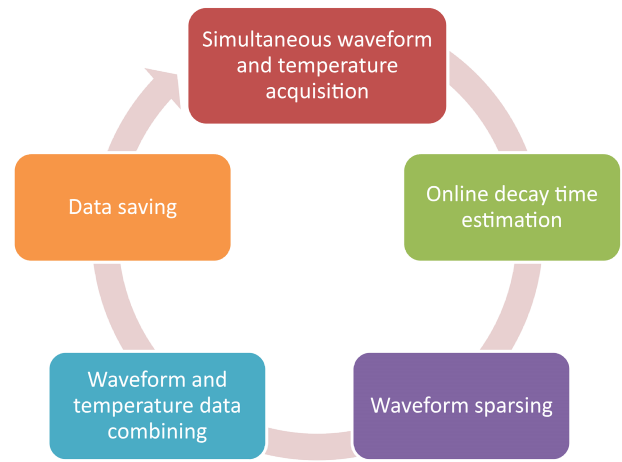 Simultaneous waveform
and temperature
acquisition
Online decay time
estimation
Waveform sparsing
Waveform and
temperature data
combining
Data saving